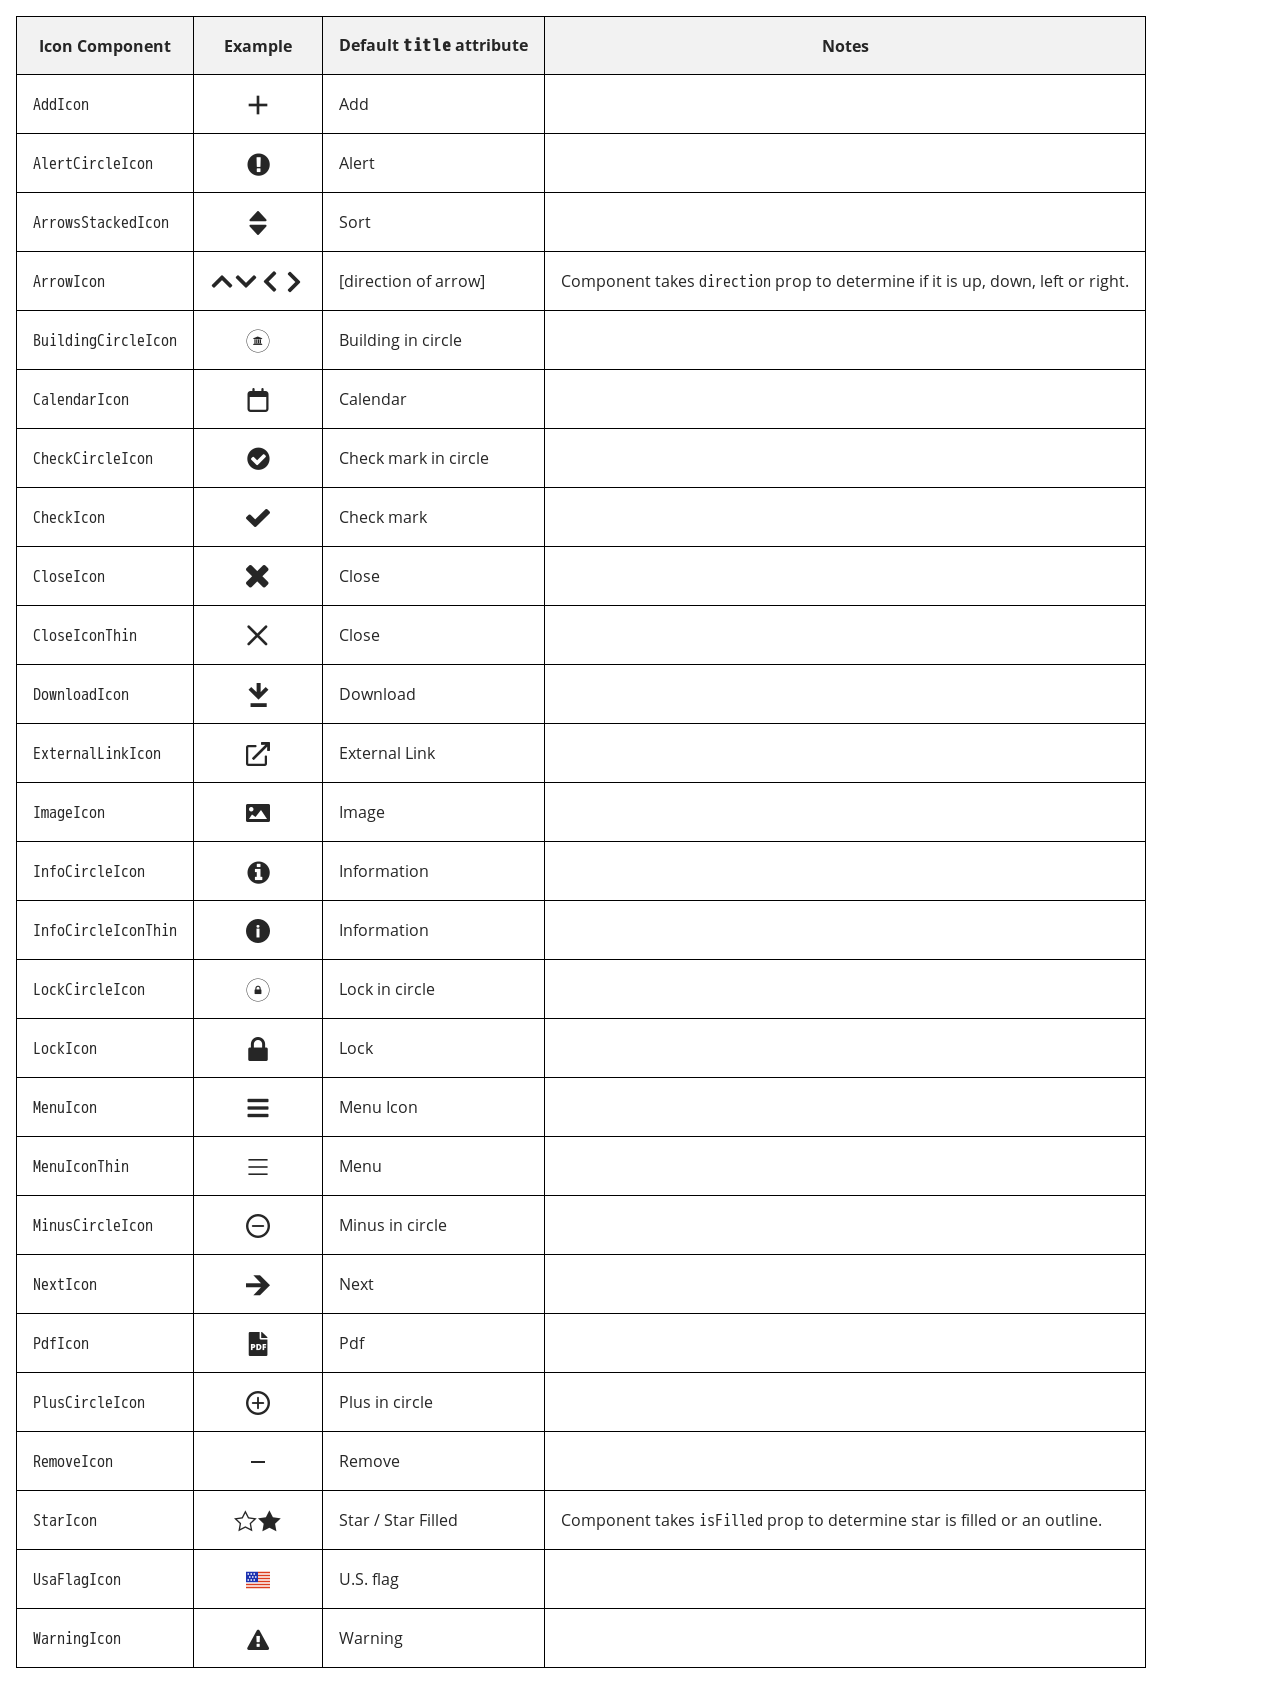 Icon Component Example Default title attribute Notes
AddIcon Add
AlertCircleIcon Alert
ArrowsStackedIcon Sort
ArrowIcon [direction of arrow] Component takes direction prop to determine if it is up, down, left or right.
BuildingCircleIcon Building in circle
CalendarIcon Calendar
CheckCircleIcon Check mark in circle
CheckIcon Check mark
CloseIcon Close
CloseIconThin Close
DownloadIcon Download
ExternalLinkIcon External Link
ImageIcon Image
InfoCircleIcon Information
InfoCircleIconThin Information
LockCircleIcon Lock in circle
LockIcon Lock
MenuIcon Menu Icon
MenuIconThin Menu
MinusCircleIcon Minus in circle
NextIcon Next
PdfIcon PDF Pdf
PlusCircleIcon Plus in circle
RemoveIcon Remove
StarIcon Star / Star Filled Component takes isFilled prop to determine star is filled or an outline.
UsaFlagIcon U.S. flag
WarningIcon Warning